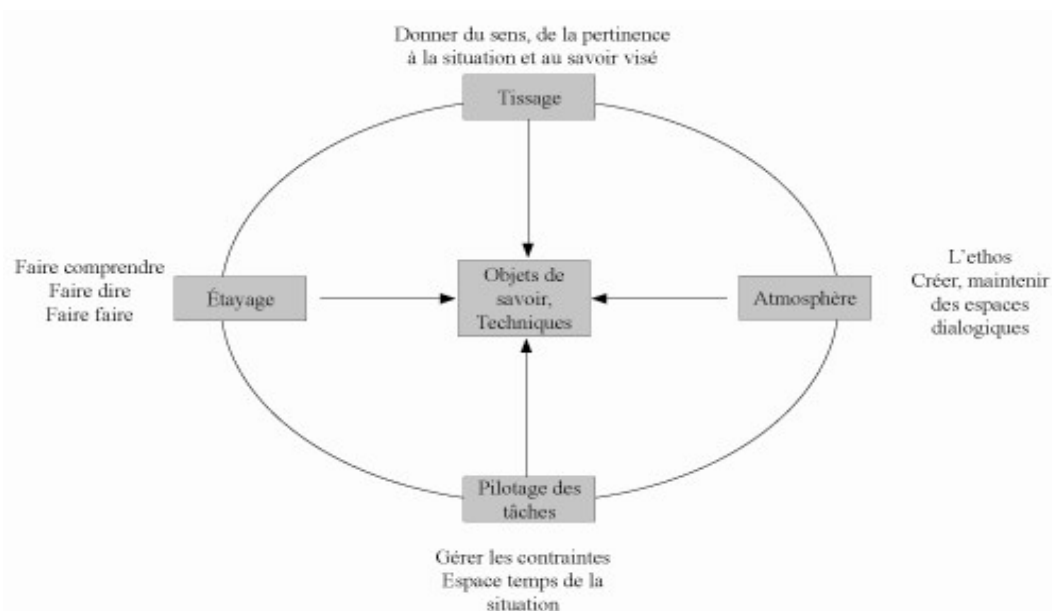 Donner du sens, de la pertinence
à la situation et au savoir visé
Tissage
Faire comprendre
Faire dire
Faire faire
Étayage
Objets de
savoir,
Techniques
Atmosphère
L'ethos
Créer, maintenir
des espaces
dialogiques
Pilotage des
tâches
Gérer les contraintes
Espace temps de la
situation